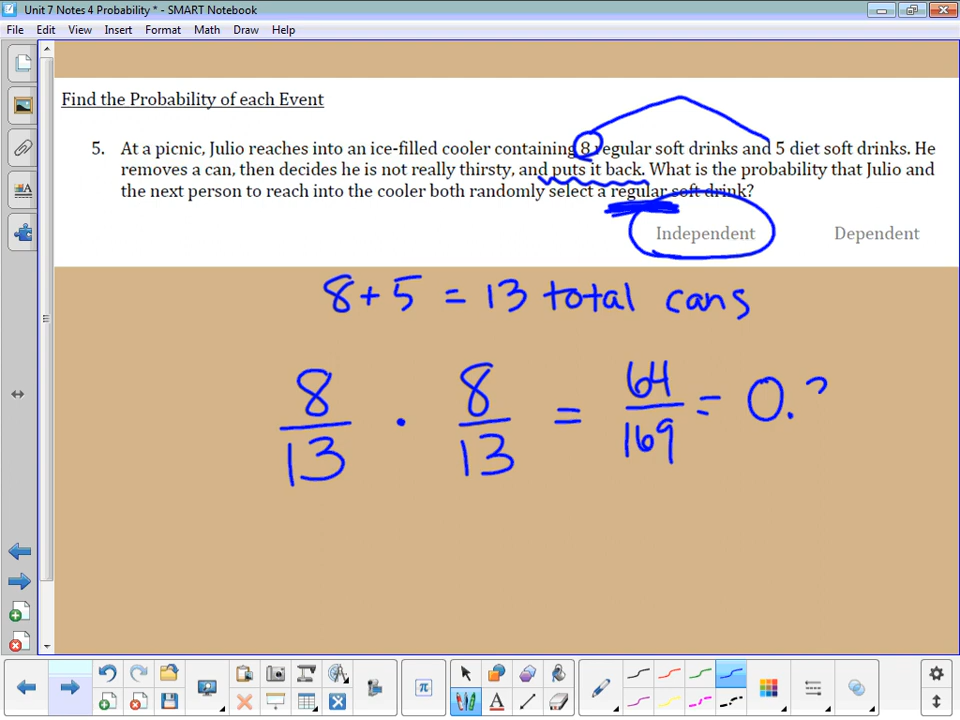 Unit 7 Notes 4 Probability * - SMART Notebook
File Edit View Insert Format Math Draw Help
Find the Probability of each Event
5. At a picnic, Julio reaches into an ice-filled cooler containing 8 regular soft drinks and 5 diet soft drinks. He
removes a can, then decides he is not really thirsty, and puts it back. What is the probability that Julio and
the next person to reach into the cooler both randomly select a regular soft drink?
Independent Dependent
8 + 5 = 13 total cans
8/13 · 8/13 = 64/169 = 0.